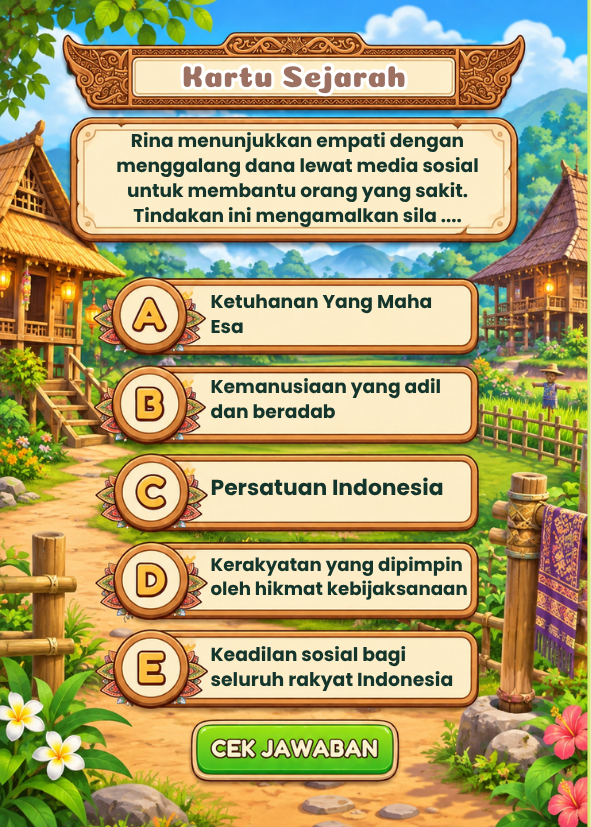 Kartu Sejarah
Rina menunjukkan empati dengan
menggalang dana lewat media sosial
untuk membantu orang yang sakit.
Tindakan ini mengamalkan sila ....
A
Ketuhanan Yang Maha
Esa
B
Kemanusiaan yang adil
dan beradab
C
Persatuan Indonesia
D
Kerakyatan yang dipimpin
oleh hikmat kebijaksanaan
E
Keadilan sosial bagi
seluruh rakyat Indonesia
CEK JAWABAN